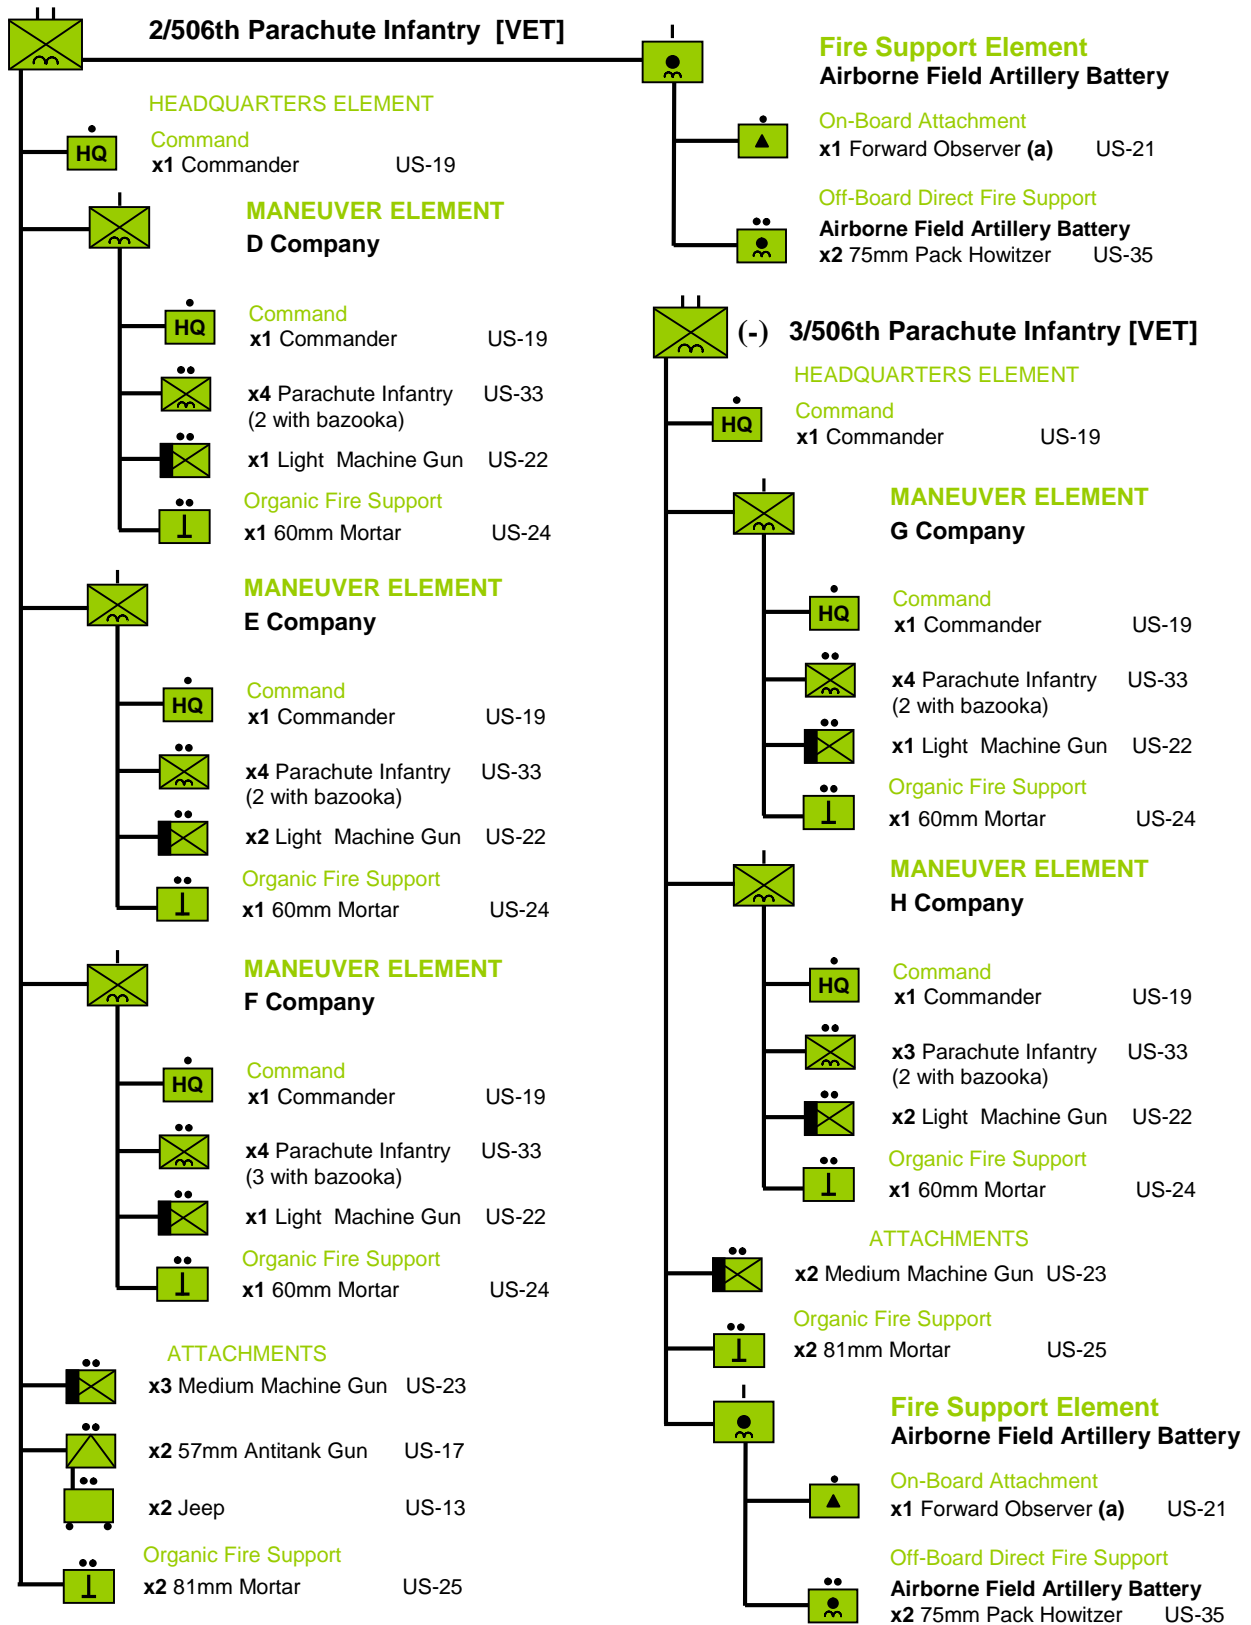 2/506th Parachute Infantry [VET]
HEADQUARTERS ELEMENT
Command
HQ
x1 Commander US-19
MANEUVER ELEMENT
D Company
Command
HQ
x1 Commander US-19
x4 Parachute Infantry US-33
(2 with bazooka)
x1 Light Machine Gun US-22
Organic Fire Support
x1 60mm Mortar US-24
MANEUVER ELEMENT
E Company
Command
HQ
x1 Commander US-19
x4 Parachute Infantry US-33
(2 with bazooka)
x2 Light Machine Gun US-22
Organic Fire Support
x1 60mm Mortar US-24
MANEUVER ELEMENT
F Company
Command
HQ
x1 Commander US-19
x4 Parachute Infantry US-33
(3 with bazooka)
x1 Light Machine Gun US-22
Organic Fire Support
x1 60mm Mortar US-24
ATTACHMENTS
x3 Medium Machine Gun US-23
x2 57mm Antitank Gun US-17
x2 Jeep US-13
Organic Fire Support
x2 81mm Mortar US-25
Fire Support Element
Airborne Field Artillery Battery
On-Board Attachment
x1 Forward Observer (a) US-21
Off-Board Direct Fire Support
Airborne Field Artillery Battery
x2 75mm Pack Howitzer US-35
(-) 3/506th Parachute Infantry [VET]
HEADQUARTERS ELEMENT
Command
HQ
x1 Commander US-19
MANEUVER ELEMENT
G Company
Command
HQ
x1 Commander US-19
x4 Parachute Infantry US-33
(2 with bazooka)
x1 Light Machine Gun US-22
Organic Fire Support
x1 60mm Mortar US-24
MANEUVER ELEMENT
H Company
Command
HQ
x1 Commander US-19
x3 Parachute Infantry US-33
(2 with bazooka)
x2 Light Machine Gun US-22
Organic Fire Support
x1 60mm Mortar US-24
ATTACHMENTS
x2 Medium Machine Gun US-23
Organic Fire Support
x2 81mm Mortar US-25
Fire Support Element
Airborne Field Artillery Battery
On-Board Attachment
x1 Forward Observer (a) US-21
Off-Board Direct Fire Support
Airborne Field Artillery Battery
x2 75mm Pack Howitzer US-35